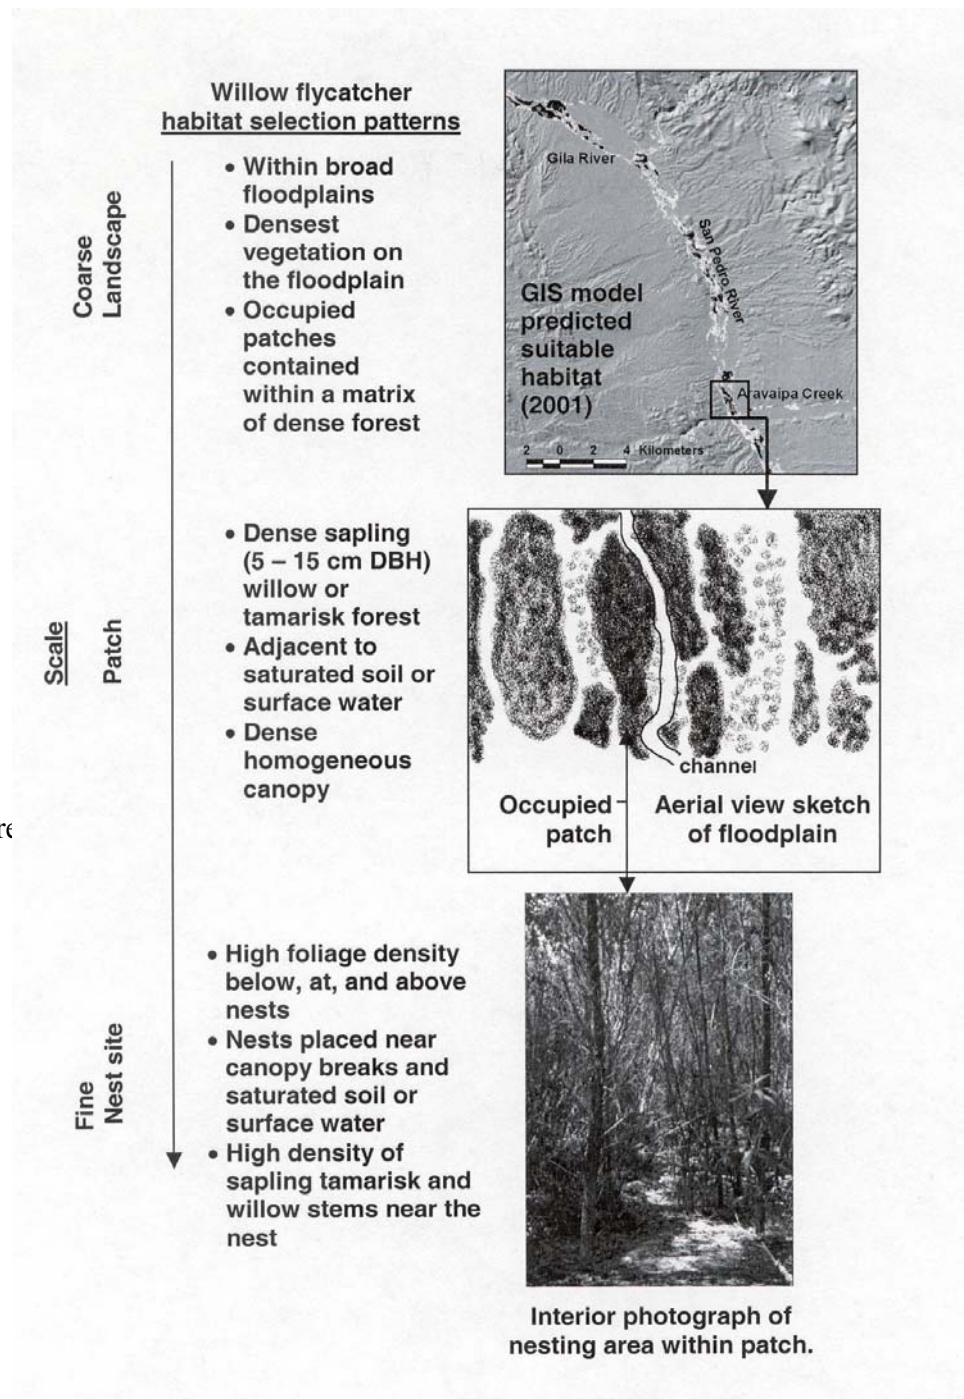 Willow flycatcher
habitat selection patterns
Coarse
Landscape
• Within broad
floodplains
• Densest
vegetation on
the floodplain
• Occupied
patches
contained
within a matrix
of dense forest
Gila River
San Pedro River
GIS model
predicted
suitable
habitat
(2001)
Aravaipa Creek
2 0 2 4 Kilometers
Scale
Patch
• Dense sapling
(5 – 15 cm DBH)
willow or
tamarisk forest
• Adjacent to
saturated soil or
surface water
• Dense
homogeneous
canopy
channel
Occupied
patch
Aerial view sketch
of floodplain
re
Fine
Nest site
• High foliage density
below, at, and above
nests
• Nests placed near
canopy breaks and
saturated soil or
surface water
• High density of
sapling tamarisk and
willow stems near the
nest
Interior photograph of
nesting area within patch.